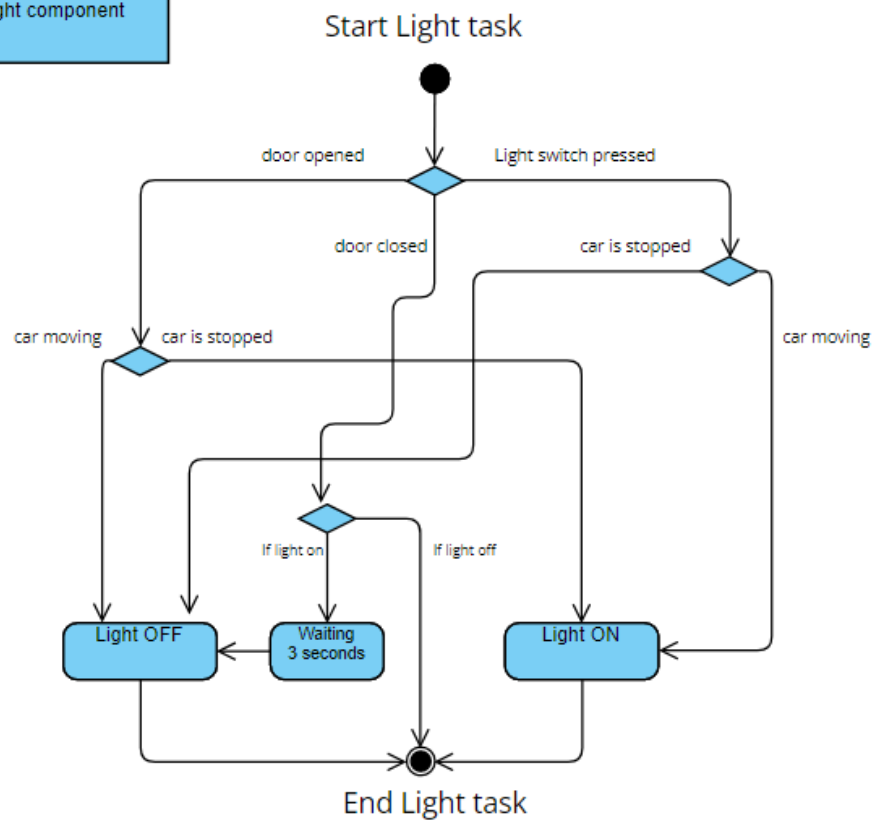 ght component
Start Light task
door opened
Light switch pressed
door closed
car is stopped
car moving
car is stopped
car moving
If light on
If light off
Light OFF
Waiting
3 seconds
Light ON
End Light task